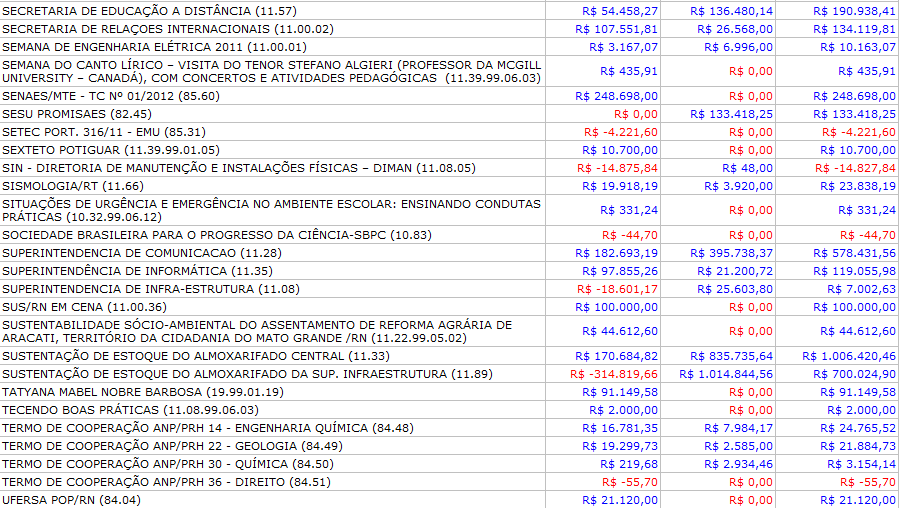 SECRETARIA DE EDUCAÇÃO A DISTÂNCIA (11.57) R$ 54.458,27 R$ 136.480,14 R$ 190.938,41
SECRETARIA DE RELAÇOES INTERNACIONAIS (11.00.02) R$ 107.551,81 R$ 26.568,00 R$ 134.119,81
SEMANA DE ENGENHARIA ELÉTRICA 2011 (11.00.01) R$ 3.167,07 R$ 6.996,00 R$ 10.163,07
SEMANA DO CANTO LÍRICO – VISITA DO TENOR STEFANO ALGIERI (PROFESSOR DA MCGILL
UNIVERSITY – CANADÁ), COM CONCERTOS E ATIVIDADES PEDAGÓGICAS (11.39.99.06.03) R$ 435,91 R$ 0,00 R$ 435,91
SENAES/MTE - TC Nº 01/2012 (85.60) R$ 248.698,00 R$ 0,00 R$ 248.698,00
SESU PROMISAES (82.45) R$ 0,00 R$ 133.418,25 R$ 133.418,25
SETEC PORT. 316/11 - EMU (85.31) R$ -4.221,60 R$ 0,00 R$ -4.221,60
SEXTETO POTIGUAR (11.39.99.01.05) R$ 10.700,00 R$ 0,00 R$ 10.700,00
SIN - DIRETORIA DE MANUTENÇÃO E INSTALAÇÕES FÍSICAS – DIMAN (11.08.05) R$ -14.875,84 R$ 48,00 R$ -14.827,84
SISMOLOGIA/RT (11.66) R$ 19.918,19 R$ 3.920,00 R$ 23.838,19
SITUAÇÕES DE URGÊNCIA E EMERGÊNCIA NO AMBIENTE ESCOLAR: ENSINANDO CONDUTAS
PRÁTICAS (10.32.99.06.12) R$ 331,24 R$ 0,00 R$ 331,24
SOCIEDADE BRASILEIRA PARA O PROGRESSO DA CIÊNCIA-SBPC (10.83) R$ -44,70 R$ 0,00 R$ -44,70
SUPERINTENDENCIA DE COMUNICACAO (11.28) R$ 182.693,19 R$ 395.738,37 R$ 578.431,56
SUPERINTENDÊNCIA DE INFORMÁTICA (11.35) R$ 97.855,26 R$ 21.200,72 R$ 119.055,98
SUPERINTENDENCIA DE INFRA-ESTRUTURA (11.08) R$ -18.601,17 R$ 25.603,80 R$ 7.002,63
SUS/RN EM CENA (11.00.36) R$ 100.000,00 R$ 0,00 R$ 100.000,00
SUSTENTABILIDADE SÓCIO-AMBIENTAL DO ASSENTAMENTO DE REFORMA AGRÁRIA DE
ARACATI, TERRITÓRIO DA CIDADANIA DO MATO GRANDE /RN (11.22.99.05.02) R$ 44.612,60 R$ 0,00 R$ 44.612,60
SUSTENTAÇÃO DE ESTOQUE DO ALMOXARIFADO CENTRAL (11.33) R$ 170.684,82 R$ 835.735,64 R$ 1.006.420,46
SUSTENTAÇÃO DE ESTOQUE DO ALMOXARIFADO DA SUP. INFRAESTRUTURA (11.89) R$ -314.819,66 R$ 1.014.844,56 R$ 700.024,90
TATYANA MABEL NOBRE BARBOSA (19.99.01.19) R$ 91.149,58 R$ 0,00 R$ 91.149,58
TECENDO BOAS PRÁTICAS (11.08.99.06.03) R$ 2.000,00 R$ 0,00 R$ 2.000,00
TERMO DE COOPERAÇÃO ANP/PRH 14 - ENGENHARIA QUÍMICA (84.48) R$ 16.781,35 R$ 7.984,17 R$ 24.765,52
TERMO DE COOPERAÇÃO ANP/PRH 22 - GEOLOGIA (84.49) R$ 19.299,73 R$ 2.585,00 R$ 21.884,73
TERMO DE COOPERAÇÃO ANP/PRH 30 - QUÍMICA (84.50) R$ 219,68 R$ 2.934,46 R$ 3.154,14
TERMO DE COOPERAÇÃO ANP/PRH 36 - DIREITO (84.51) R$ -55,70 R$ 0,00 R$ -55,70
UFERSA POP/RN (84.04) R$ 21.120,00 R$ 0,00 R$ 21.120,00